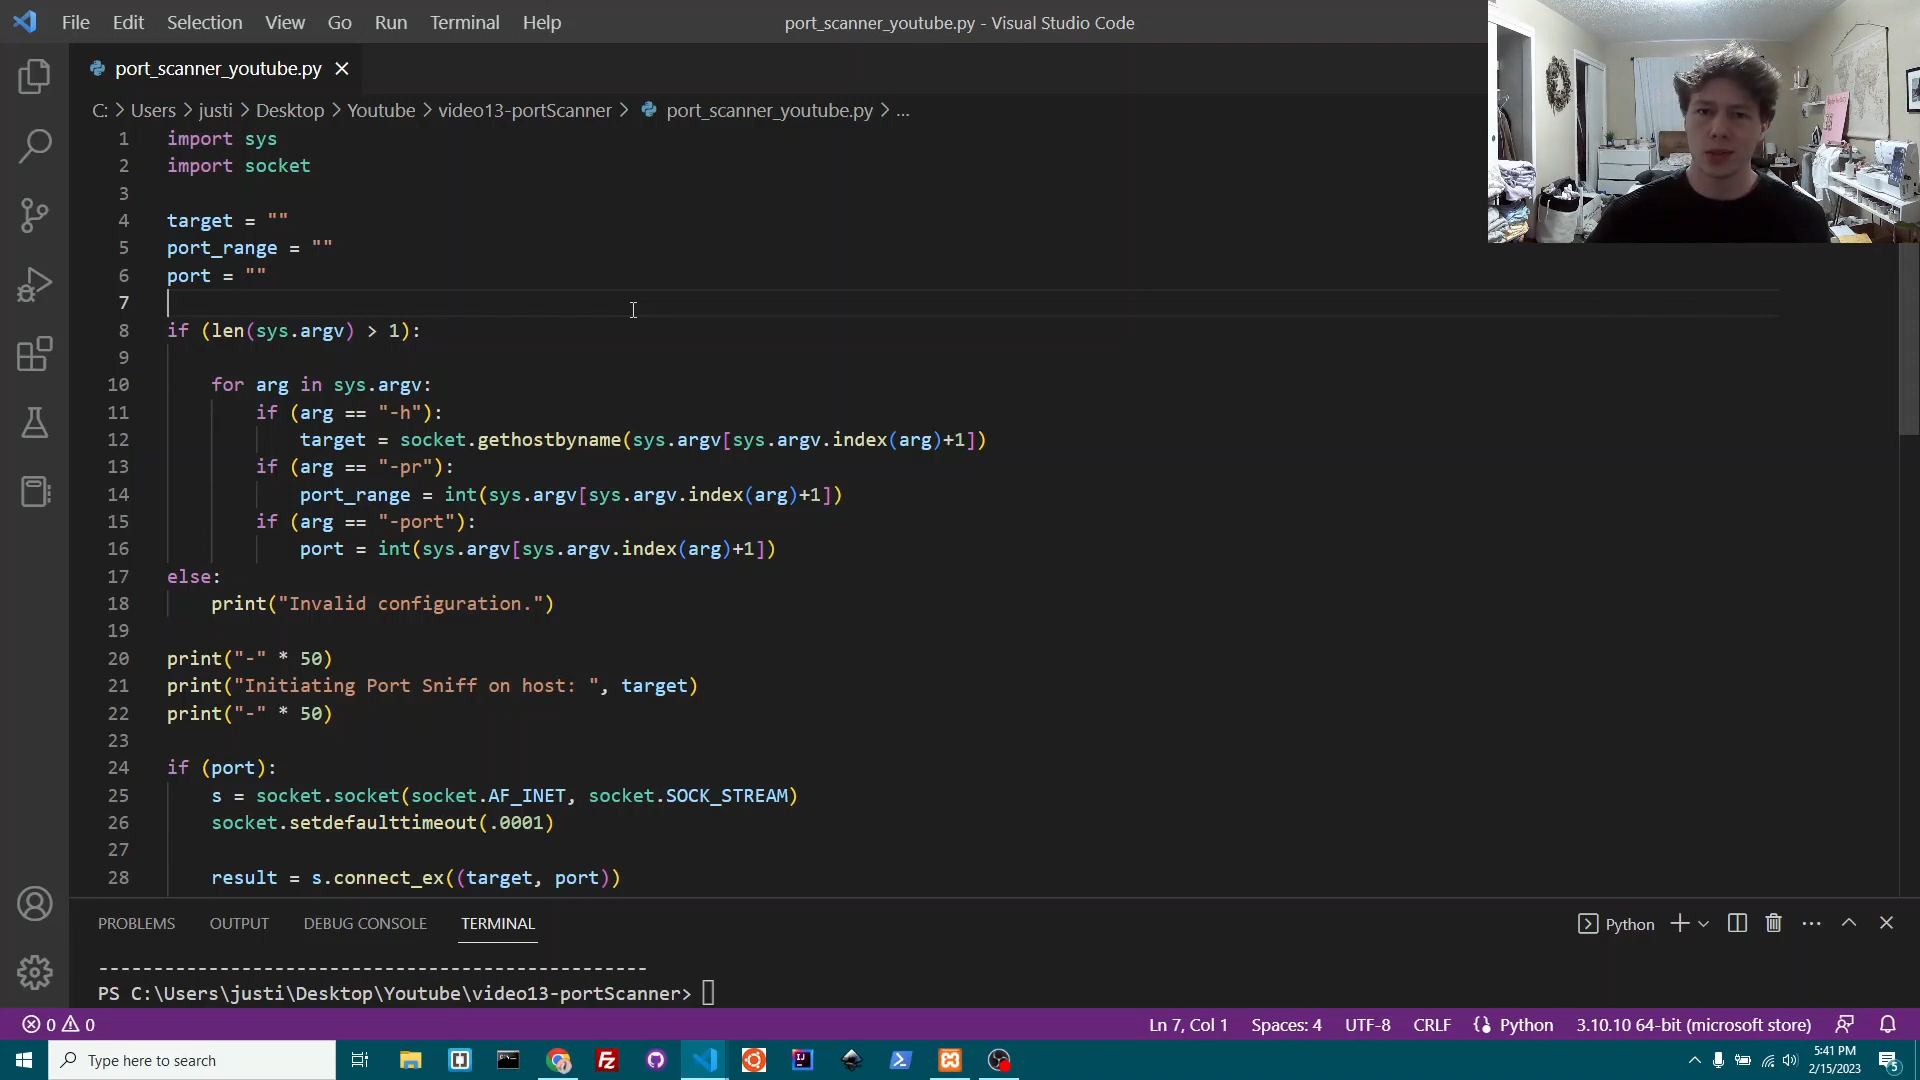 File Edit Selection View Go Run Terminal Help
port_scanner_youtube.py - Visual Studio Code
port_scanner_youtube.py
C: > Users > justi > Desktop > Youtube > video13-portScanner > port_scanner_youtube.py > ...
1 import sys
2 import socket
3
4 target = ""
5 port_range = ""
6 port = ""
7
8 if (len(sys.argv) > 1):
9
10 for arg in sys.argv:
11 if (arg == "-h"):
12 target = socket.gethostbyname(sys.argv[sys.argv.index(arg)+1])
13 if (arg == "-pr"):
14 port_range = int(sys.argv[sys.argv.index(arg)+1])
15 if (arg == "-port"):
16 port = int(sys.argv[sys.argv.index(arg)+1])
17 else:
18 print("Invalid configuration.")
19
20 print("-" * 50)
21 print("Initiating Port Sniff on host: ", target)
22 print("-" * 50)
23
24 if (port):
25 s = socket.socket(socket.AF_INET, socket.SOCK_STREAM)
26 socket.setdefaulttimeout(.0001)
27
28 result = s.connect_ex((target, port))
PROBLEMS OUTPUT DEBUG CONSOLE TERMINAL
Python
--------------------------------------------------
PS C:\Users\justi\Desktop\Youtube\video13-portScanner>
0 0
Ln 7, Col 1 Spaces: 4 UTF-8 CRLF Python 3.10.10 64-bit (microsoft store)
Type here to search
5:41 PM
2/15/2023
5